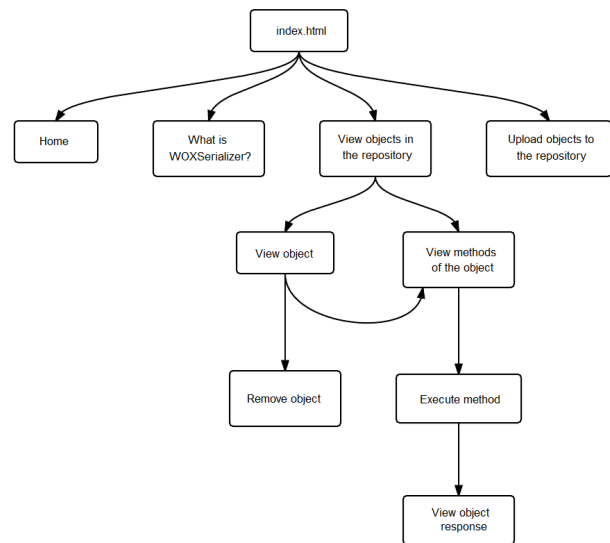 index.html
Home
What is
WOXSerializer?
View objects in
the repository
Upload objects to
the repository
View object
View methods
of the object
Remove object
Execute method
View object
response